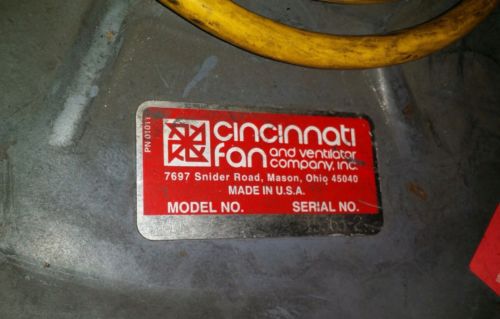 PN 01011
cincinnati
fan and ventilator
company, inc.
7697 Snider Road, Mason, Ohio 45040
MADE IN U.S.A.
MODEL NO. SERIAL NO.